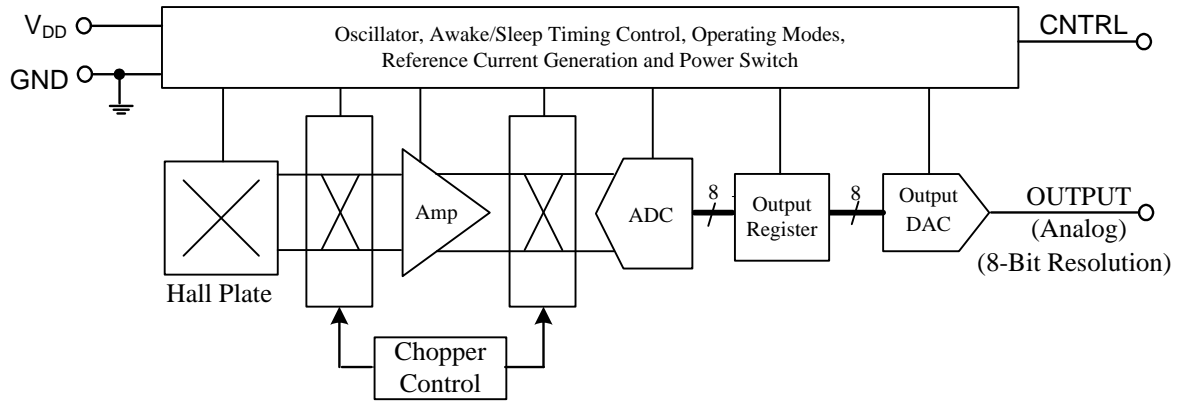 VDD
Oscillator, Awake/Sleep Timing Control, Operating Modes,
Reference Current Generation and Power Switch
CNTRL
GND
Hall Plate
Amp
ADC
8
Output
Register
8
Output
DAC
OUTPUT
(Analog)
(8-Bit Resolution)
Chopper
Control